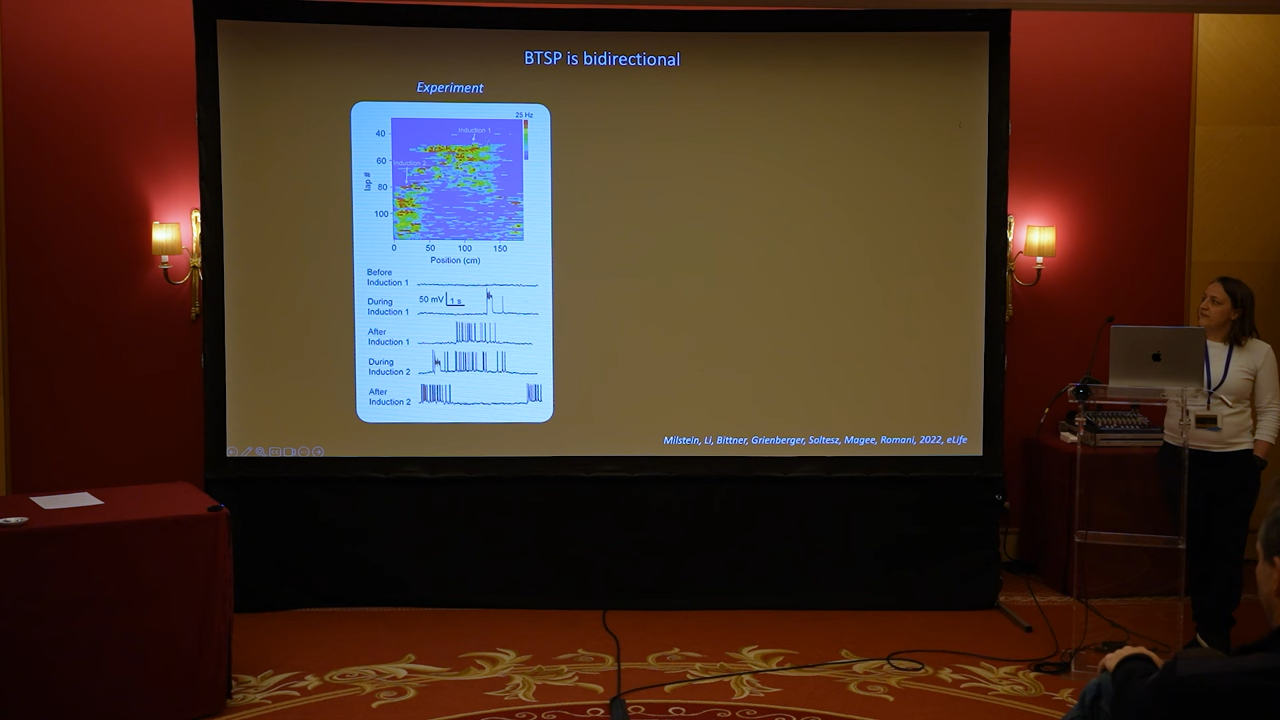 BTSP is bidirectional
Experiment
25 Hz
Induction 1
Induction 2
lap #
40
60
80
100
0 50 100 150
Position (cm)
Before
Induction 1
50 mV 1 s
During
Induction 1
After
Induction 1
During
Induction 2
After
Induction 2
Milstein, Li, Bittner, Grienberger, Soltesz, Magee, Romani, 2022, eLife